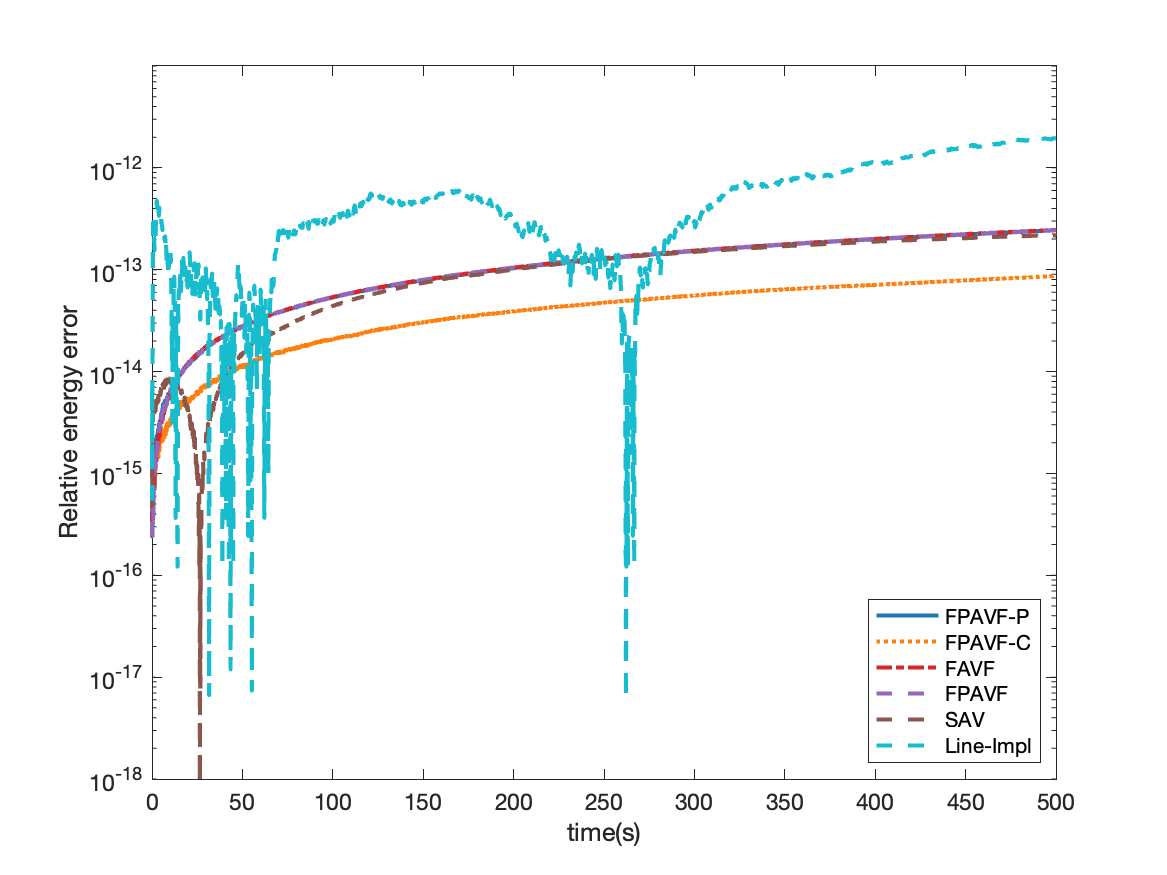 Relative energy error
10^-12
10^-13
10^-14
10^-15
10^-16
10^-17
10^-18
0 50 100 150 200 250 300 350 400 450 500
time(s)
FPAVF-P
FPAVF-C
FAVF
FPAVF
SAV
Line-Impl